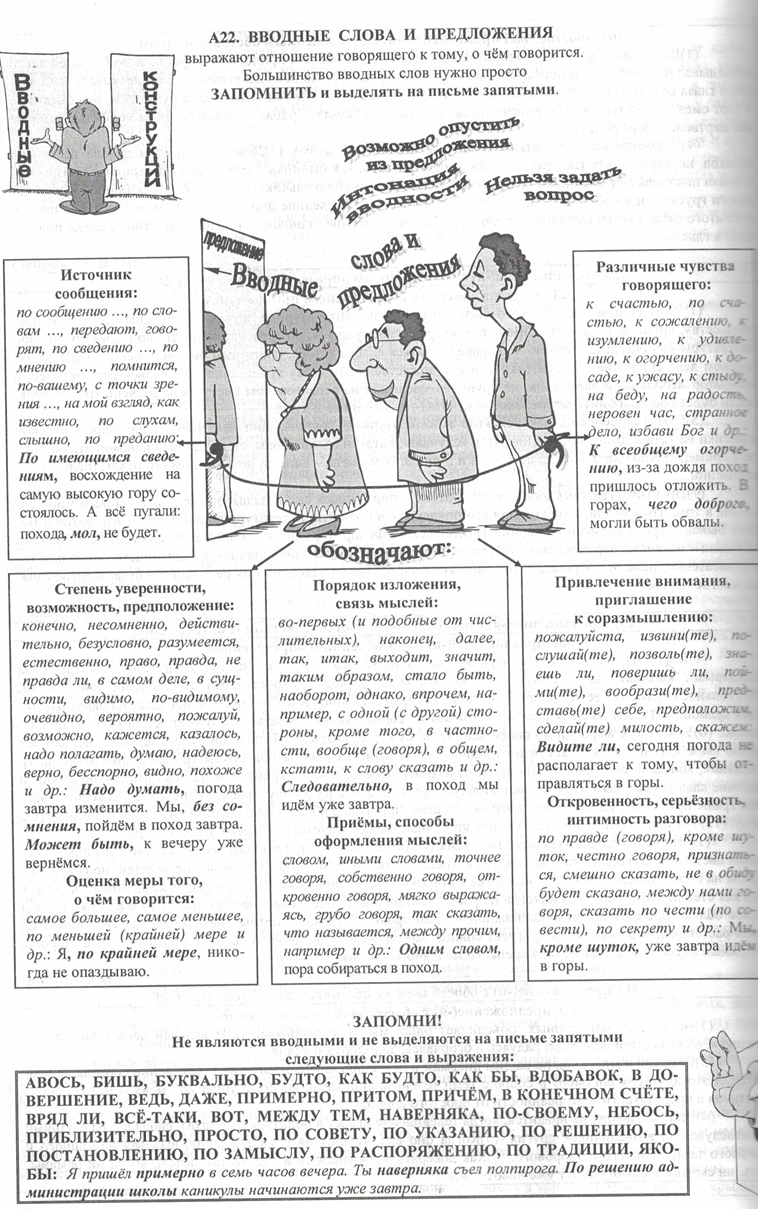 А22. ВВОДНЫЕ СЛОВА И ПРЕДЛОЖЕНИЯ
выражают отношение говорящего к тому, о чём говорится.
Большинство вводных слов нужно просто
ЗАПОМНИТЬ и выделять на письме запятыми.
ВВОДНЫЕ
КОНСТРУКЦИИ
Возможно опустить
из предложения
Интонация
вводности
Нельзя задать
вопрос
предложение
Вводные
слова и
предложения
Источник
сообщения:
по сообщению …, по сло-
вам …, передают, гово-
рят, по сведению …, по
мнению …, помнится,
по-вашему, с точки зре-
ния …, на мой взгляд, как
известно, по слухам,
слышно, по преданию:
По имеющимся сведе-
ниям, восхождение на
самую высокую гору со-
стоялось. А всё пугали:
похода, мол, не будет.
Различные чувства
говорящего:
к счастью, по сча-
стью, к сожалению, к
изумлению, к удивле-
нию, к огорчению, к до-
саде, к ужасу, к стыду,
на беду, на радость,
неровен час, странное
дело, избави Бог и др.:
К всеобщему огорче-
нию, из-за дождя поход
пришлось отложить. В
горах, чего доброго,
могли быть обвалы.
обозначают:
Степень уверенности,
возможность, предположение:
конечно, несомненно, действи-
тельно, безусловно, разумеется,
естественно, право, правда, не
правда ли, в самом деле, в сущ-
ности, видимо, по-видимому,
очевидно, вероятно, пожалуй,
возможно, кажется, казалось,
надо полагать, думаю, надеюсь,
верно, бесспорно, видно, похоже
и др.: Надо думать, погода
завтра изменится. Мы, без со-
мнения, пойдём в поход завтра.
Может быть, к вечеру уже
вернёмся.
Оценка меры того,
о чём говорится:
самое большее, самое меньшее,
по меньшей (крайней) мере и
др.: Я, по крайней мере, нико-
гда не опаздываю.
Порядок изложения,
связь мыслей:
во-первых (и подобные от чис-
лительных), наконец, далее,
так, итак, выходит, значит,
таким образом, стало быть,
наоборот, однако, впрочем, на-
пример, с одной (с другой) сто-
роны, кроме того, в частно-
сти, вообще (говоря), в общем,
кстати, к слову сказать и др.:
Следовательно, в поход мы
идём уже завтра.
Приёмы, способы
оформления мыслей:
словом, иными словами, точнее
говоря, собственно говоря, от-
кровенно говоря, мягко выража-
ясь, грубо говоря, так сказать,
что называется, между прочим,
например и др.: Одним словом,
пора собираться в поход.
Привлечение внимания,
приглашение
к соразмышлению:
пожалуйста, извини(те), по-
слушай(те), позволь(те), зна-
ешь ли, поверишь ли, пой-
ми(те), вообрази(те), пред-
ставь(те) себе, предположим,
сделай(те) милость, скажем:
Видите ли, сегодня погода не
располагает к тому, чтобы от-
правляться в горы.
Откровенность, серьёзность,
интимность разговора:
по правде (говоря), кроме шу-
ток, честно говоря, признать-
ся, смешно сказать, не в обиду
будет сказано, между нами го-
воря, сказать по чести (по со-
вести), по секрету и др.: Мы,
кроме шуток, уже завтра идём
в горы.
ЗАПОМНИ!
Не являются вводными и не выделяются на письме запятыми
следующие слова и выражения:
АВОСЬ, БИШЬ, БУКВАЛЬНО, БУДТО, КАК БУДТО, КАК БЫ, ВДОБАВОК, В ДО-
ВЕРШЕНИЕ, ВЕДЬ, ДАЖЕ, ПРИМЕРНО, ПРИТОМ, ПРИЧЁМ, В КОНЕЧНОМ СЧЁТЕ,
ВРЯД ЛИ, ВСЁ-ТАКИ, ВОТ, МЕЖДУ ТЕМ, НАВЕРНЯКА, ПО-СВОЕМУ, НЕБОСЬ,
ПРИБЛИЗИТЕЛЬНО, ПРОСТО, ПО СОВЕТУ, ПО УКАЗАНИЮ, ПО РЕШЕНИЮ, ПО
ПОСТАНОВЛЕНИЮ, ПО ЗАМЫСЛУ, ПО РАСПОРЯЖЕНИЮ, ПО ТРАДИЦИИ, ЯКО-
БЫ: Я пришёл примерно в семь часов вечера. Ты наверняка съел полпирога. По решению ад-
министрации школы каникулы начинаются уже завтра.